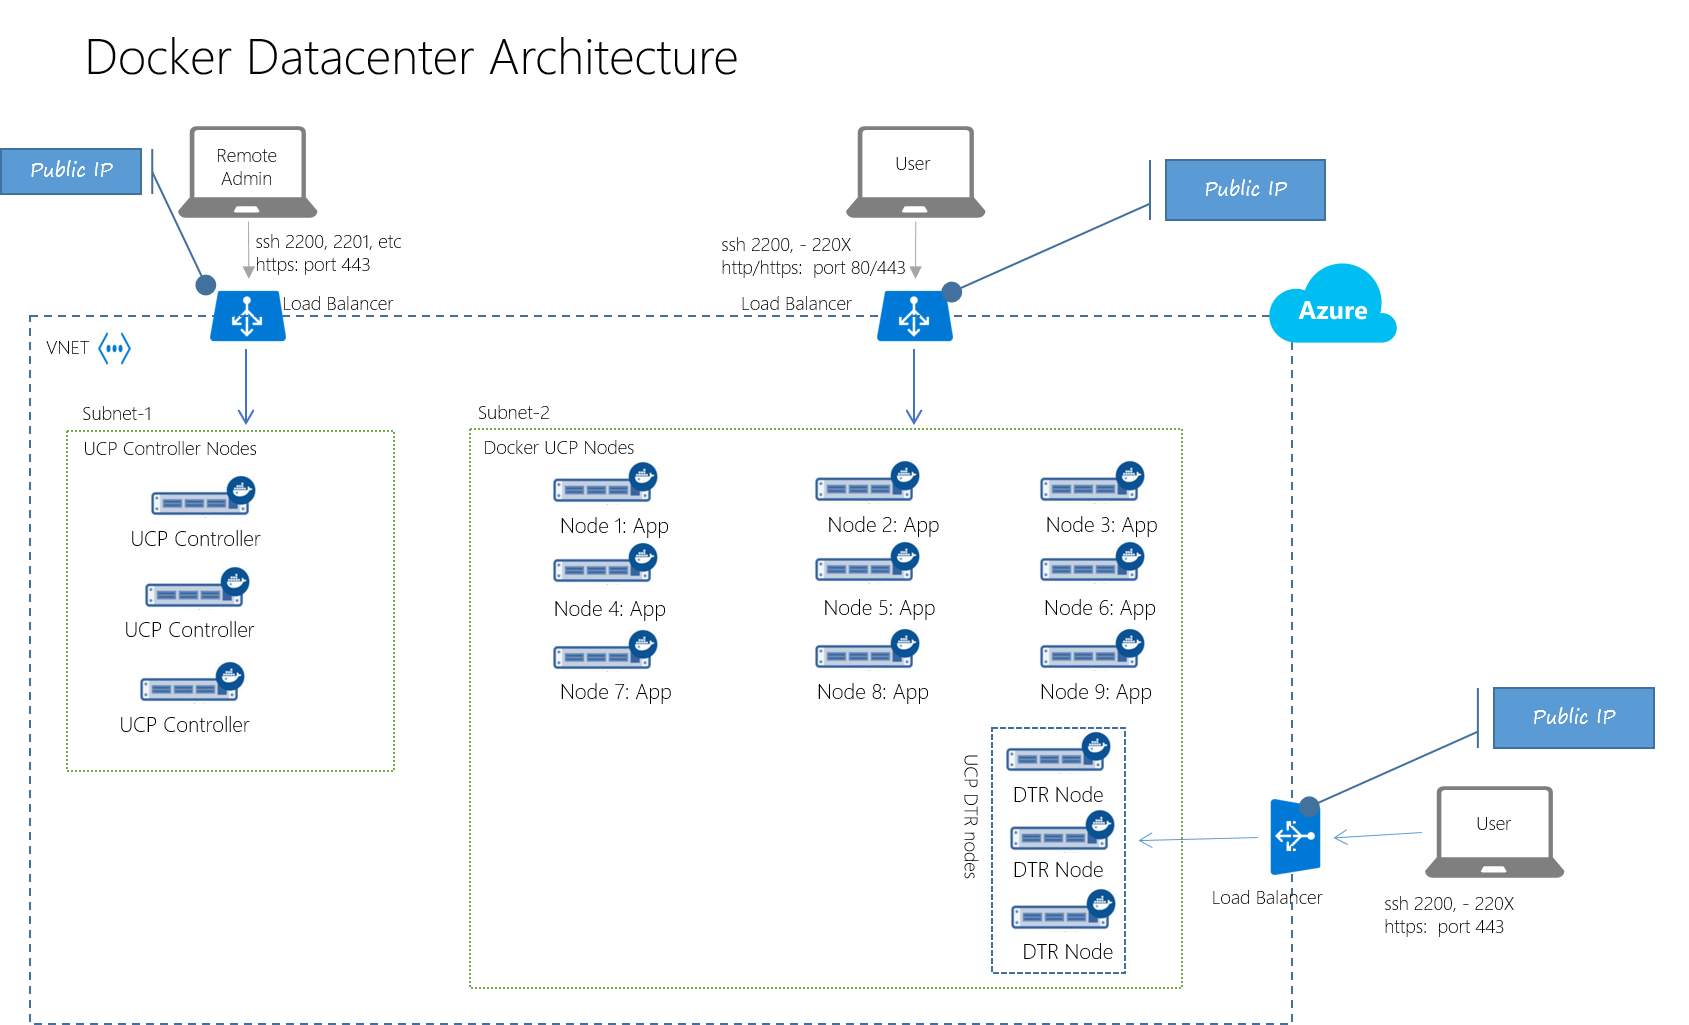 Docker Datacenter Architecture
Public IP
Remote
Admin
User
Public IP
ssh 2200, 2201, etc
https: port 443
ssh 2200, - 220X
http/https:  port 80/443
Load Balancer
Load Balancer
Azure
VNET
Subnet-1
Subnet-2
UCP Controller Nodes
UCP Controller
UCP Controller
UCP Controller
Docker UCP Nodes
Node 1: App
Node 2: App
Node 3: App
Node 4: App
Node 5: App
Node 6: App
Node 7: App
Node 8: App
Node 9: App
UCP DTR nodes
DTR Node
DTR Node
DTR Node
Public IP
User
Load Balancer
ssh 2200, - 220X
https:  port 443